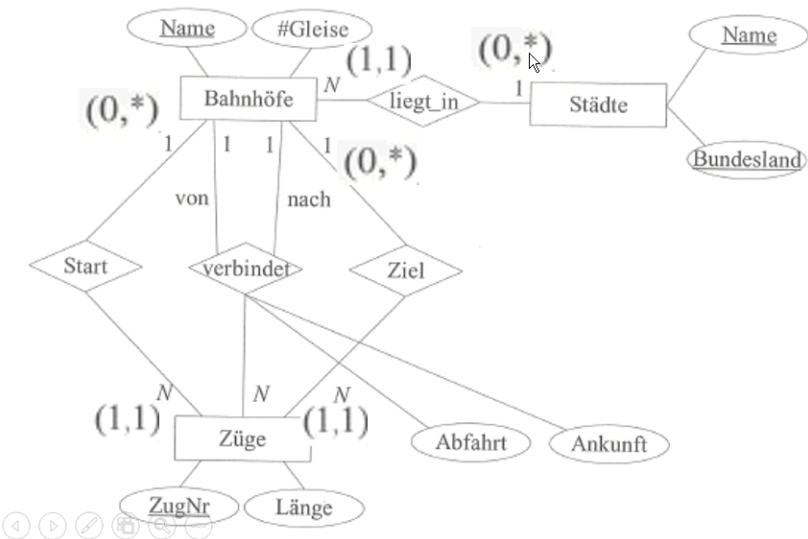 Name
#Gleise
Name
(1,1)
(0,*)
N
Bahnhöfe
liegt_in
1
Städte
(0,*)
1
1
1
1
(0,*)
Bundesland
von
nach
Start
verbindet
Ziel
N
N
N
(1,1)
(1,1)
Züge
Abfahrt
Ankunft
ZugNr
Länge